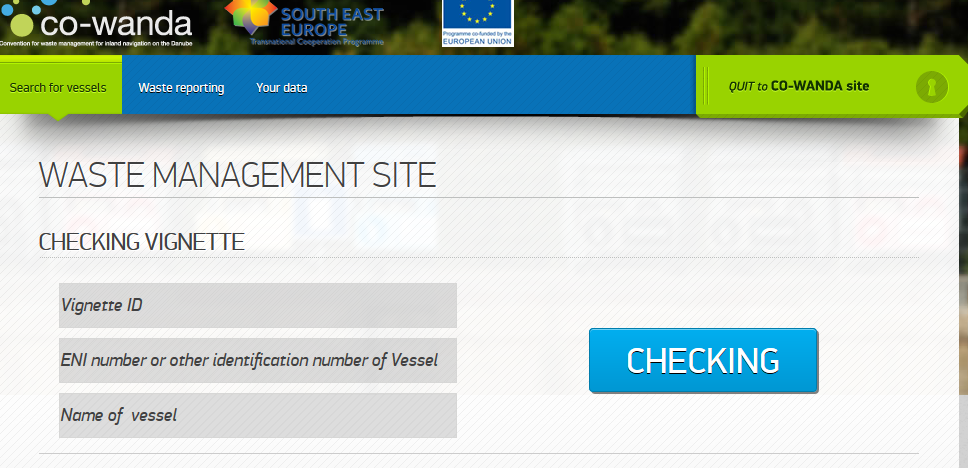 co-wanda
Convention for waste management for inland navigation on the Danube
SOUTH EAST
EUROPE
Transnational Cooperation Programme
Programme co-funded by the
EUROPEAN UNION
Search for vessels
Waste reporting
Your data
QUIT to CO-WANDA site
WASTE MANAGEMENT SITE
CHECKING VIGNETTE
Vignette ID
ENI number or other identification number of Vessel
Name of vessel
CHECKING